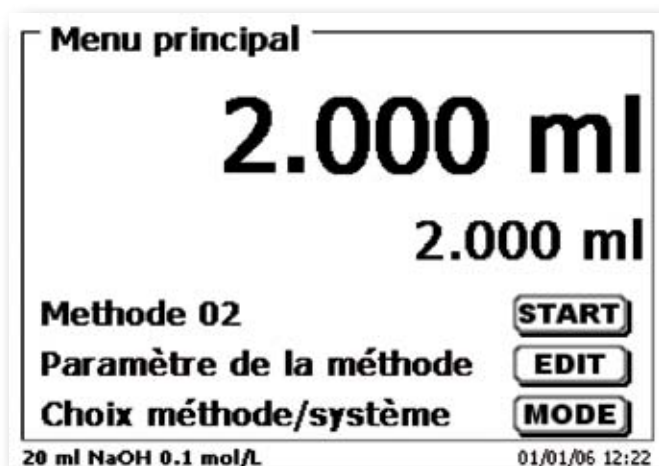 Menu principal
2.000 ml
2.000 ml
Methode 02 START
Paramètre de la méthode EDIT
Choix méthode/système MODE
20 ml NaOH 0.1 mol/L 01/01/06 12:22